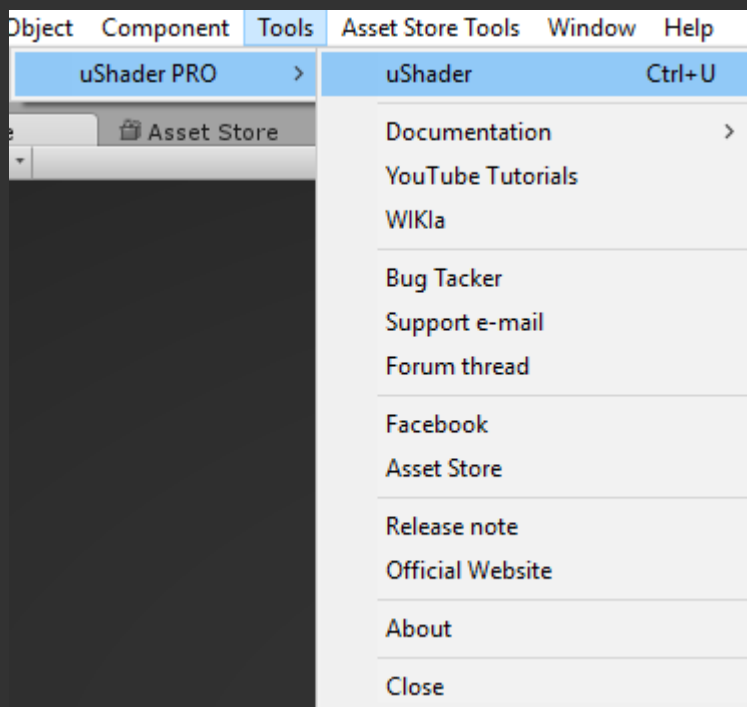 Object Component Tools Asset Store Tools Window Help
uShader PRO > uShader Ctrl+U
Asset Store
Documentation >
YouTube Tutorials
WIKIa
Bug Tacker
Support e-mail
Forum thread
Facebook
Asset Store
Release note
Official Website
About
Close